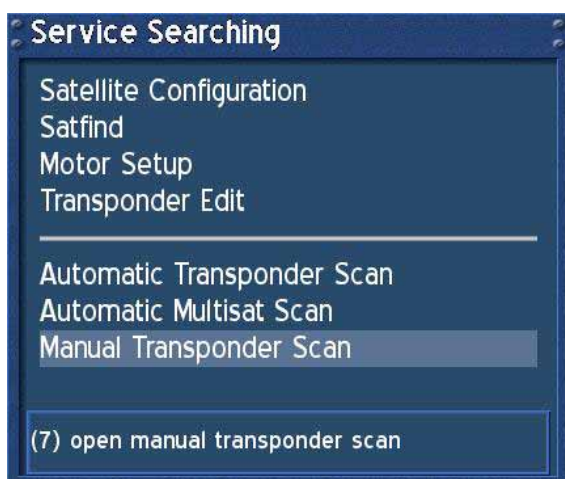 Service Searching
Satellite Configuration
Satfind
Motor Setup
Transponder Edit
Automatic Transponder Scan
Automatic Multisat Scan
Manual Transponder Scan
(7) open manual transponder scan